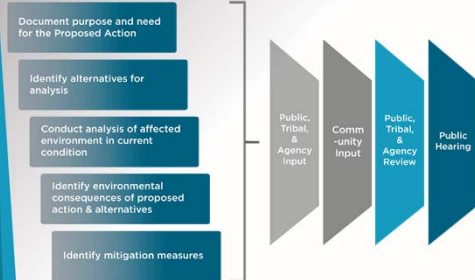 Document purpose and need
for the Proposed Action
Identify alternatives for
analysis
Conduct analysis of affected
environment in current
condition
Identify environmental
consequences of proposed
action & alternatives
Identify mitigation measures
Public,
Tribal,
&
Agency
Input
Comm
-unity
Input
Public,
Tribal,
&
Agency
Review
Public
Hearing